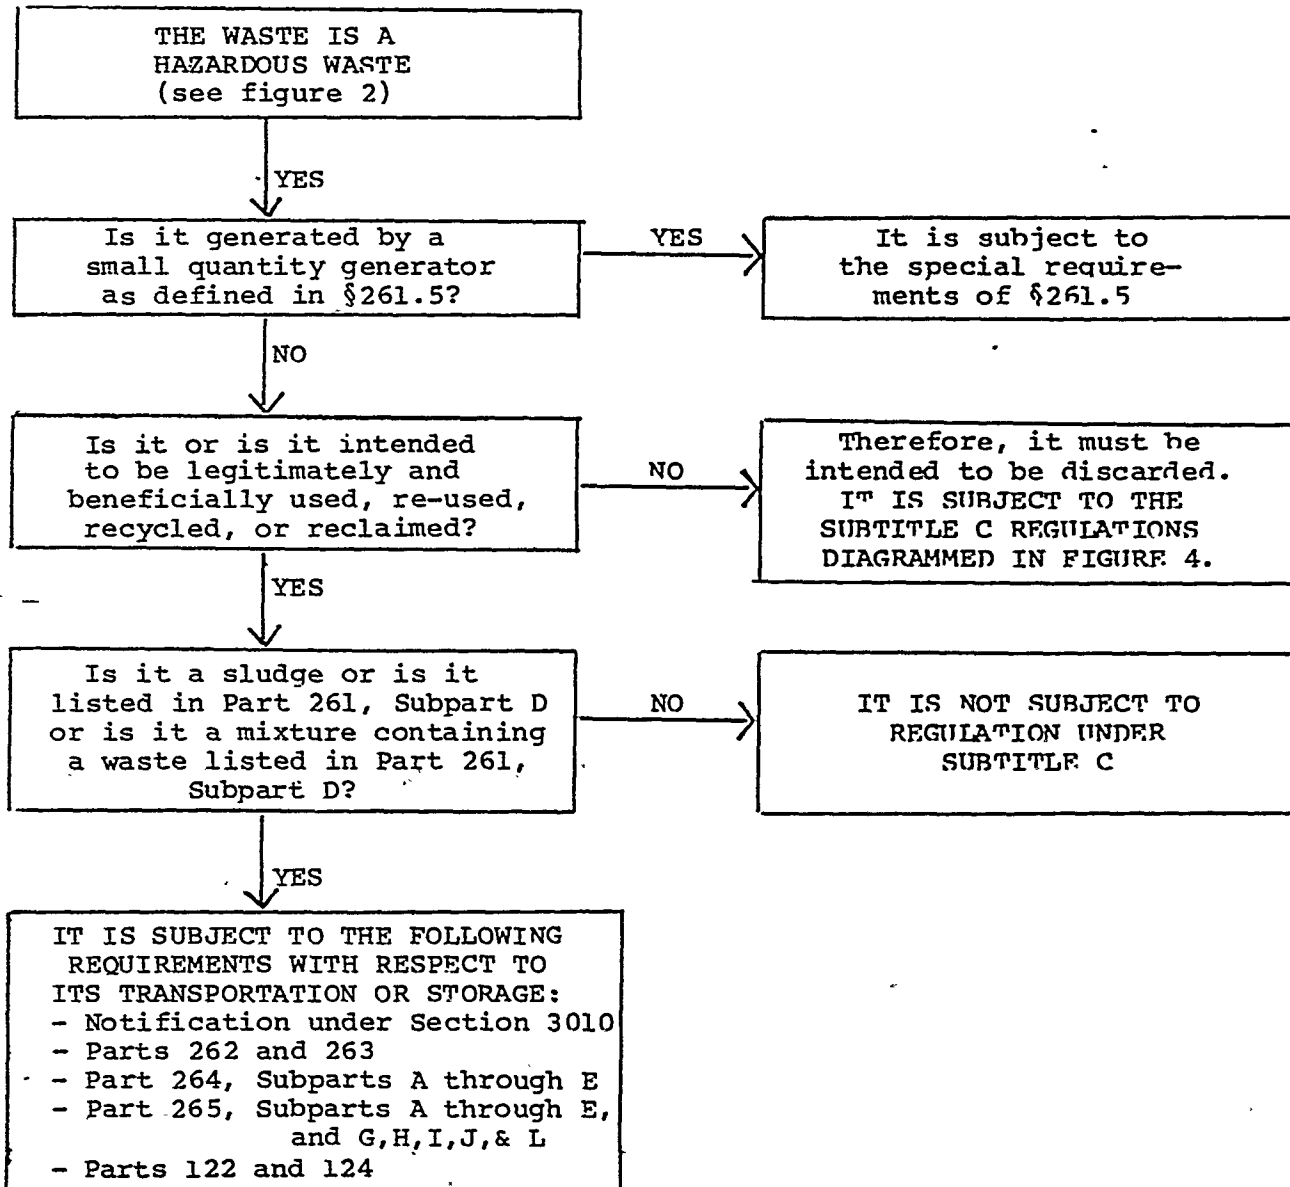 THE WASTE IS A
HAZARDOUS WASTE
(see figure 2)
YES
Is it generated by a
small quantity generator
as defined in §261.5?
YES
It is subject to
the special require-
ments of §261.5
NO
Is it or is it intended
to be legitimately and
beneficially used, re-used,
recycled, or reclaimed?
NO
Therefore, it must be
intended to be discarded.
IT IS SUBJECT TO THE
SUBTITLE C REGULATIONS
DIAGRAMMED IN FIGURE 4.
YES
Is it a sludge or is it
listed in Part 261, Subpart D
or is it a mixture containing
a waste listed in Part 261,
Subpart D?
NO
IT IS NOT SUBJECT TO
REGULATION UNDER
SUBTITLE C
YES
IT IS SUBJECT TO THE FOLLOWING
REQUIREMENTS WITH RESPECT TO
ITS TRANSPORTATION OR STORAGE:
- Notification under Section 3010
- Parts 262 and 263
- Part 264, Subparts A through E
- Part 265, Subparts A through E,
and G,H,I,J,& L
- Parts 122 and 124